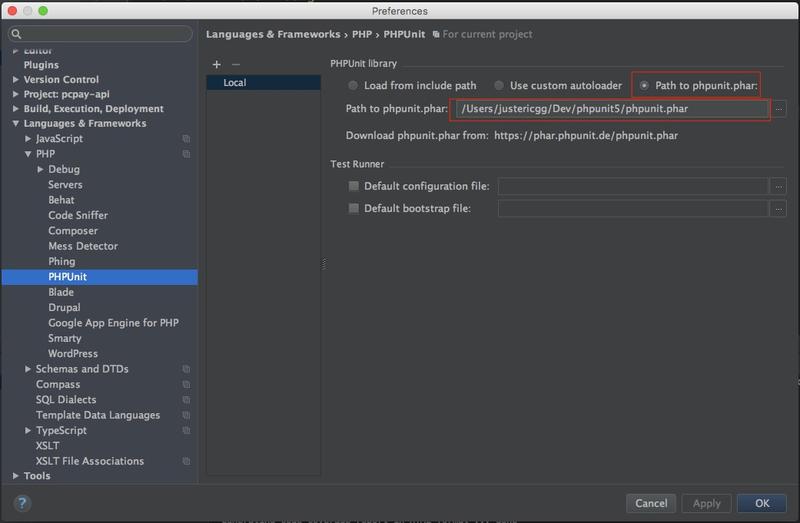 Preferences
Languages & Frameworks › PHP › PHPUnit For current project
Editor
Plugins
Version Control
Project: pcpay-api
Build, Execution, Deployment
Languages & Frameworks
JavaScript
PHP
Debug
Servers
Behat
Code Sniffer
Composer
Mess Detector
Phing
PHPUnit
Blade
Drupal
Google App Engine for PHP
Smarty
WordPress
Schemas and DTDs
Compass
SQL Dialects
Template Data Languages
TypeScript
XSLT
XSLT File Associations
Tools
+ −
Local
PHPUnit library
Load from include path Use custom autoloader Path to phpunit.phar:
Path to phpunit.phar: /Users/justericgg/Dev/phpunit5/phpunit.phar ...
Download phpunit.phar from: https://phar.phpunit.de/phpunit.phar
Test Runner
Default configuration file: ...
Default bootstrap file: ...
?
Cancel Apply OK